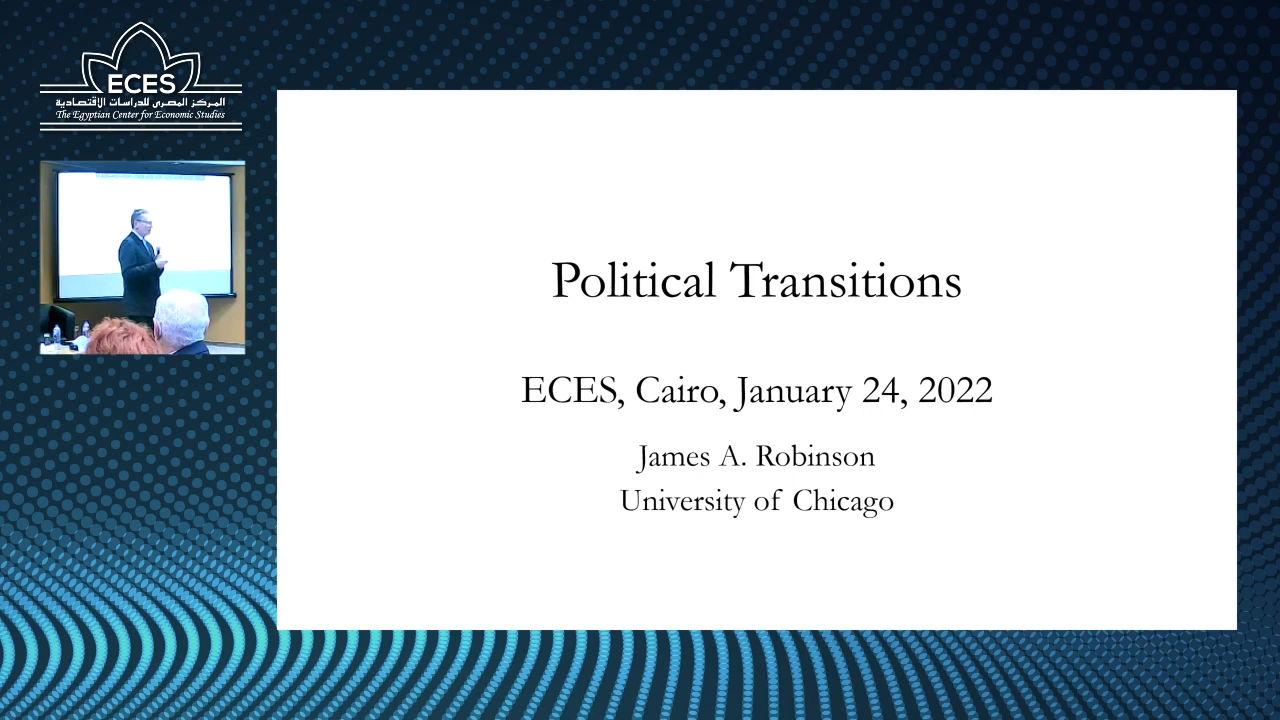 ECES
المركز المصري للدراسات الاقتصادية
The Egyptian Center for Economic Studies
Political Transitions
ECES, Cairo, January 24, 2022
James A. Robinson
University of Chicago